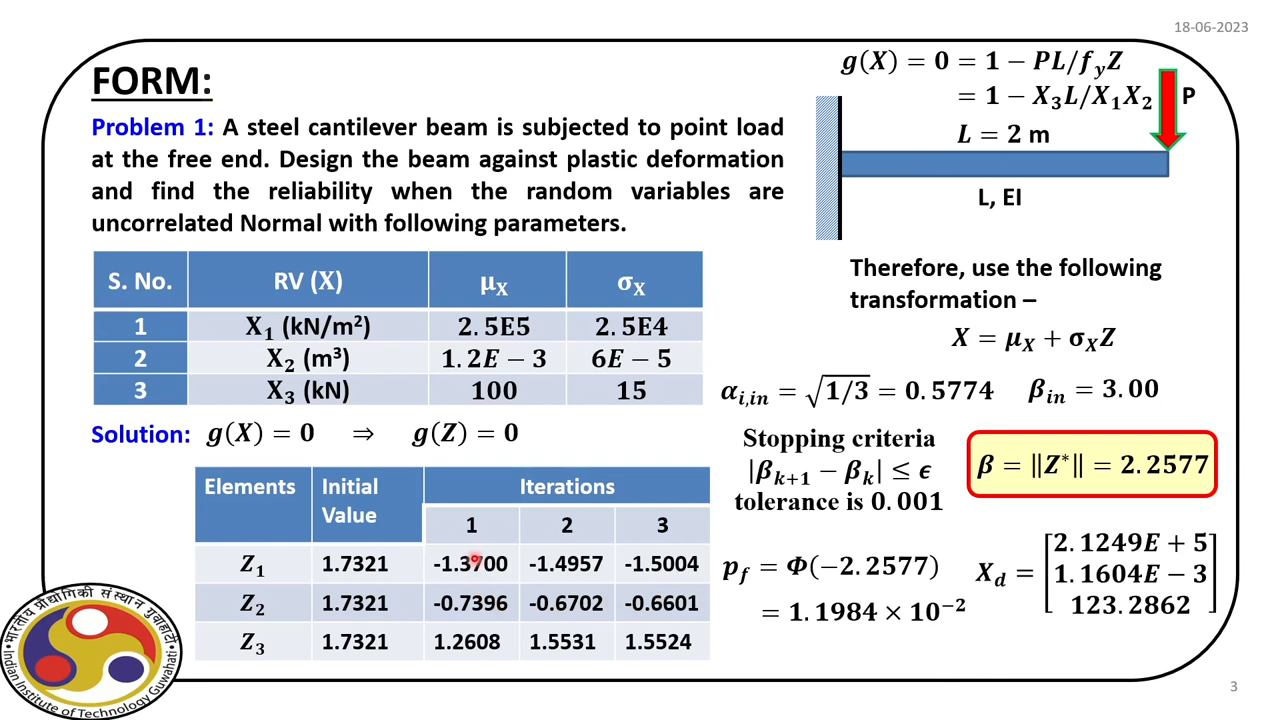 18-06-2023
FORM:
Problem 1: A steel cantilever beam is subjected to point load
at the free end. Design the beam against plastic deformation
and find the reliability when the random variables are
uncorrelated Normal with following parameters.
g(X) = 0 = 1 − PL/f_yZ
= 1 − X₃L/X₁X₂
P
L = 2 m
L, EI
S. No. RV (X) μ_X σ_X
1 X₁ (kN/m²) 2.5E5 2.5E4
2 X₂ (m³) 1.2E − 3 6E − 5
3 X₃ (kN) 100 15
Therefore, use the following
transformation –
X = μ_X + σ_XZ
α_{i,in} = √1/3 = 0.5774 β_{in} = 3.00
Solution: g(X) = 0 ⇒ g(Z) = 0
Stopping criteria
|β_{k+1} − β_k| ≤ ϵ
tolerance is 0.001
β = ‖Z*‖ = 2.2577
Elements Initial Value Iterations
1 2 3
Z₁ 1.7321 -1.3700 -1.4957 -1.5004
Z₂ 1.7321 -0.7396 -0.6702 -0.6601
Z₃ 1.7321 1.2608 1.5531 1.5524
p_f = Φ(−2.2577)
= 1.1984 × 10⁻²
X_d = [2.1249E + 5
1.1604E − 3
123.2862]
भारतीय प्रौद्योगिकी संस्थान गुवाहाटी
Indian Institute of Technology Guwahati
3